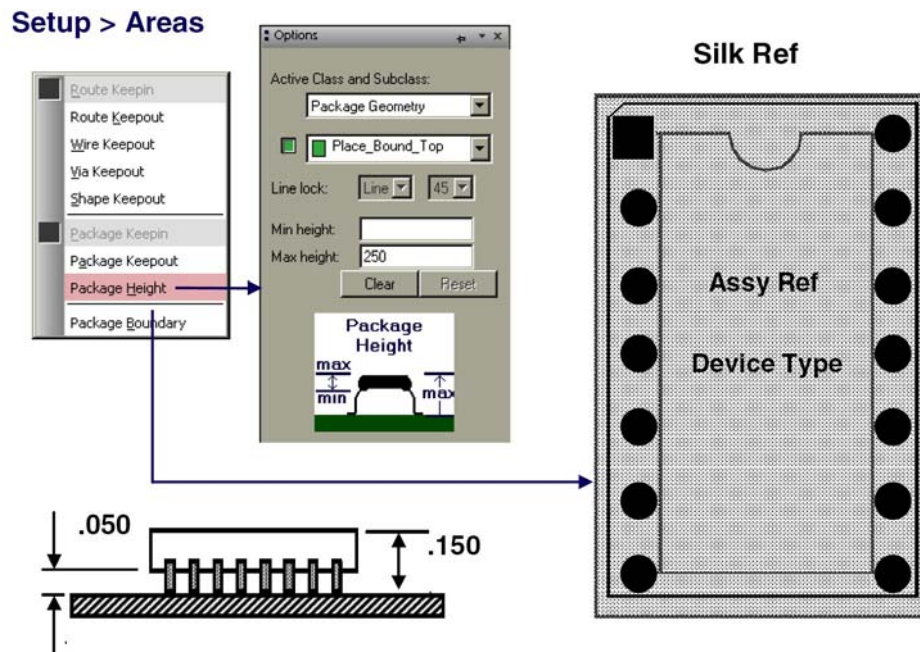 Setup > Areas
Route Keepin
Route Keepout
Wire Keepout
Via Keepout
Shape Keepout
Package Keepin
Package Keepout
Package Height
Package Boundary
Options
Active Class and Subclass:
Package Geometry
Place_Bound_Top
Line lock: Line 45
Min height:
Max height: 250
Clear Reset
Package
Height
max
min
max
Silk Ref
Assy Ref
Device Type
.050
.150